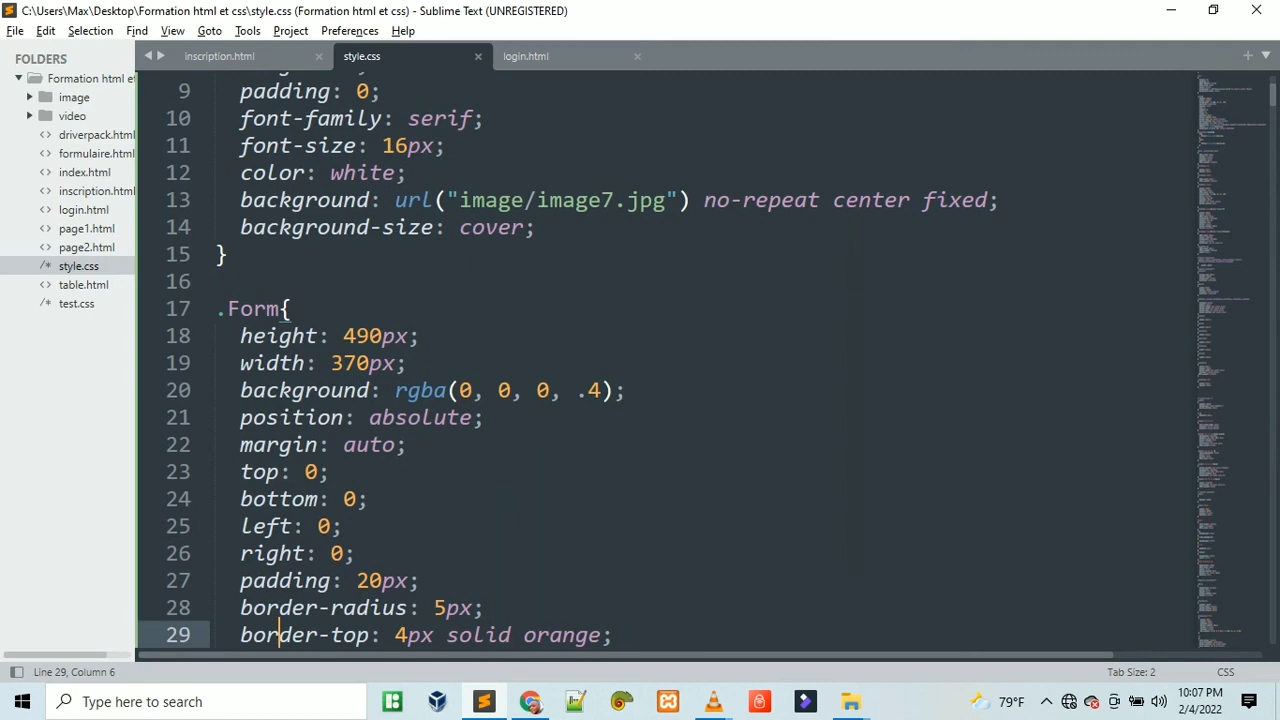 C:\Users\Max\Desktop\Formation html et css\style.css (Formation html et css) - Sublime Text (UNREGISTERED)
File Edit Selection Find View Goto Tools Project Preferences Help
FOLDERS
Formation html et
image
video
driverpack.html
formulaire.html
index.html
inscription.html
login.html
page1.html
page2.html
style.css
table.html
test.css
inscription.html style.css login.html
9 padding: 0;
10 font-family: serif;
11 font-size: 16px;
12 color: white;
13 background: url("image/image7.jpg") no-repeat center fixed;
14 background-size: cover;
15 }
16
17 .Form{
18 height: 490px;
19 width: 370px;
20 background: rgba(0, 0, 0, .4);
21 position: absolute;
22 margin: auto;
23 top: 0;
24 bottom: 0;
25 left: 0;
26 right: 0;
27 padding: 20px;
28 border-radius: 5px;
29 border-top: 4px solid orange;
Line 29, Column 6 Tab Size: 2 CSS
Type here to search
79°F
10:07 PM
2/4/2022